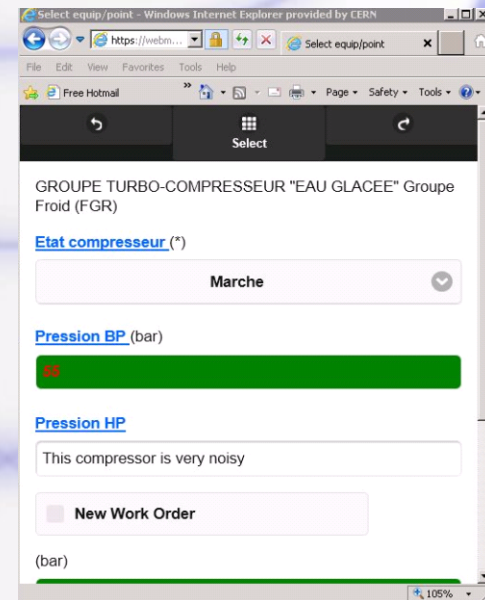 Select equip/point - Windows Internet Explorer provided by CERN
https://webm... Select equip/point
File Edit View Favorites Tools Help
Free Hotmail » Page Safety Tools
Select
GROUPE TURBO-COMPRESSEUR "EAU GLACEE" Groupe
Froid (FGR)
Etat compresseur (*)
Marche
Pression BP (bar)
55
Pression HP
This compressor is very noisy
New Work Order
(bar)
105%